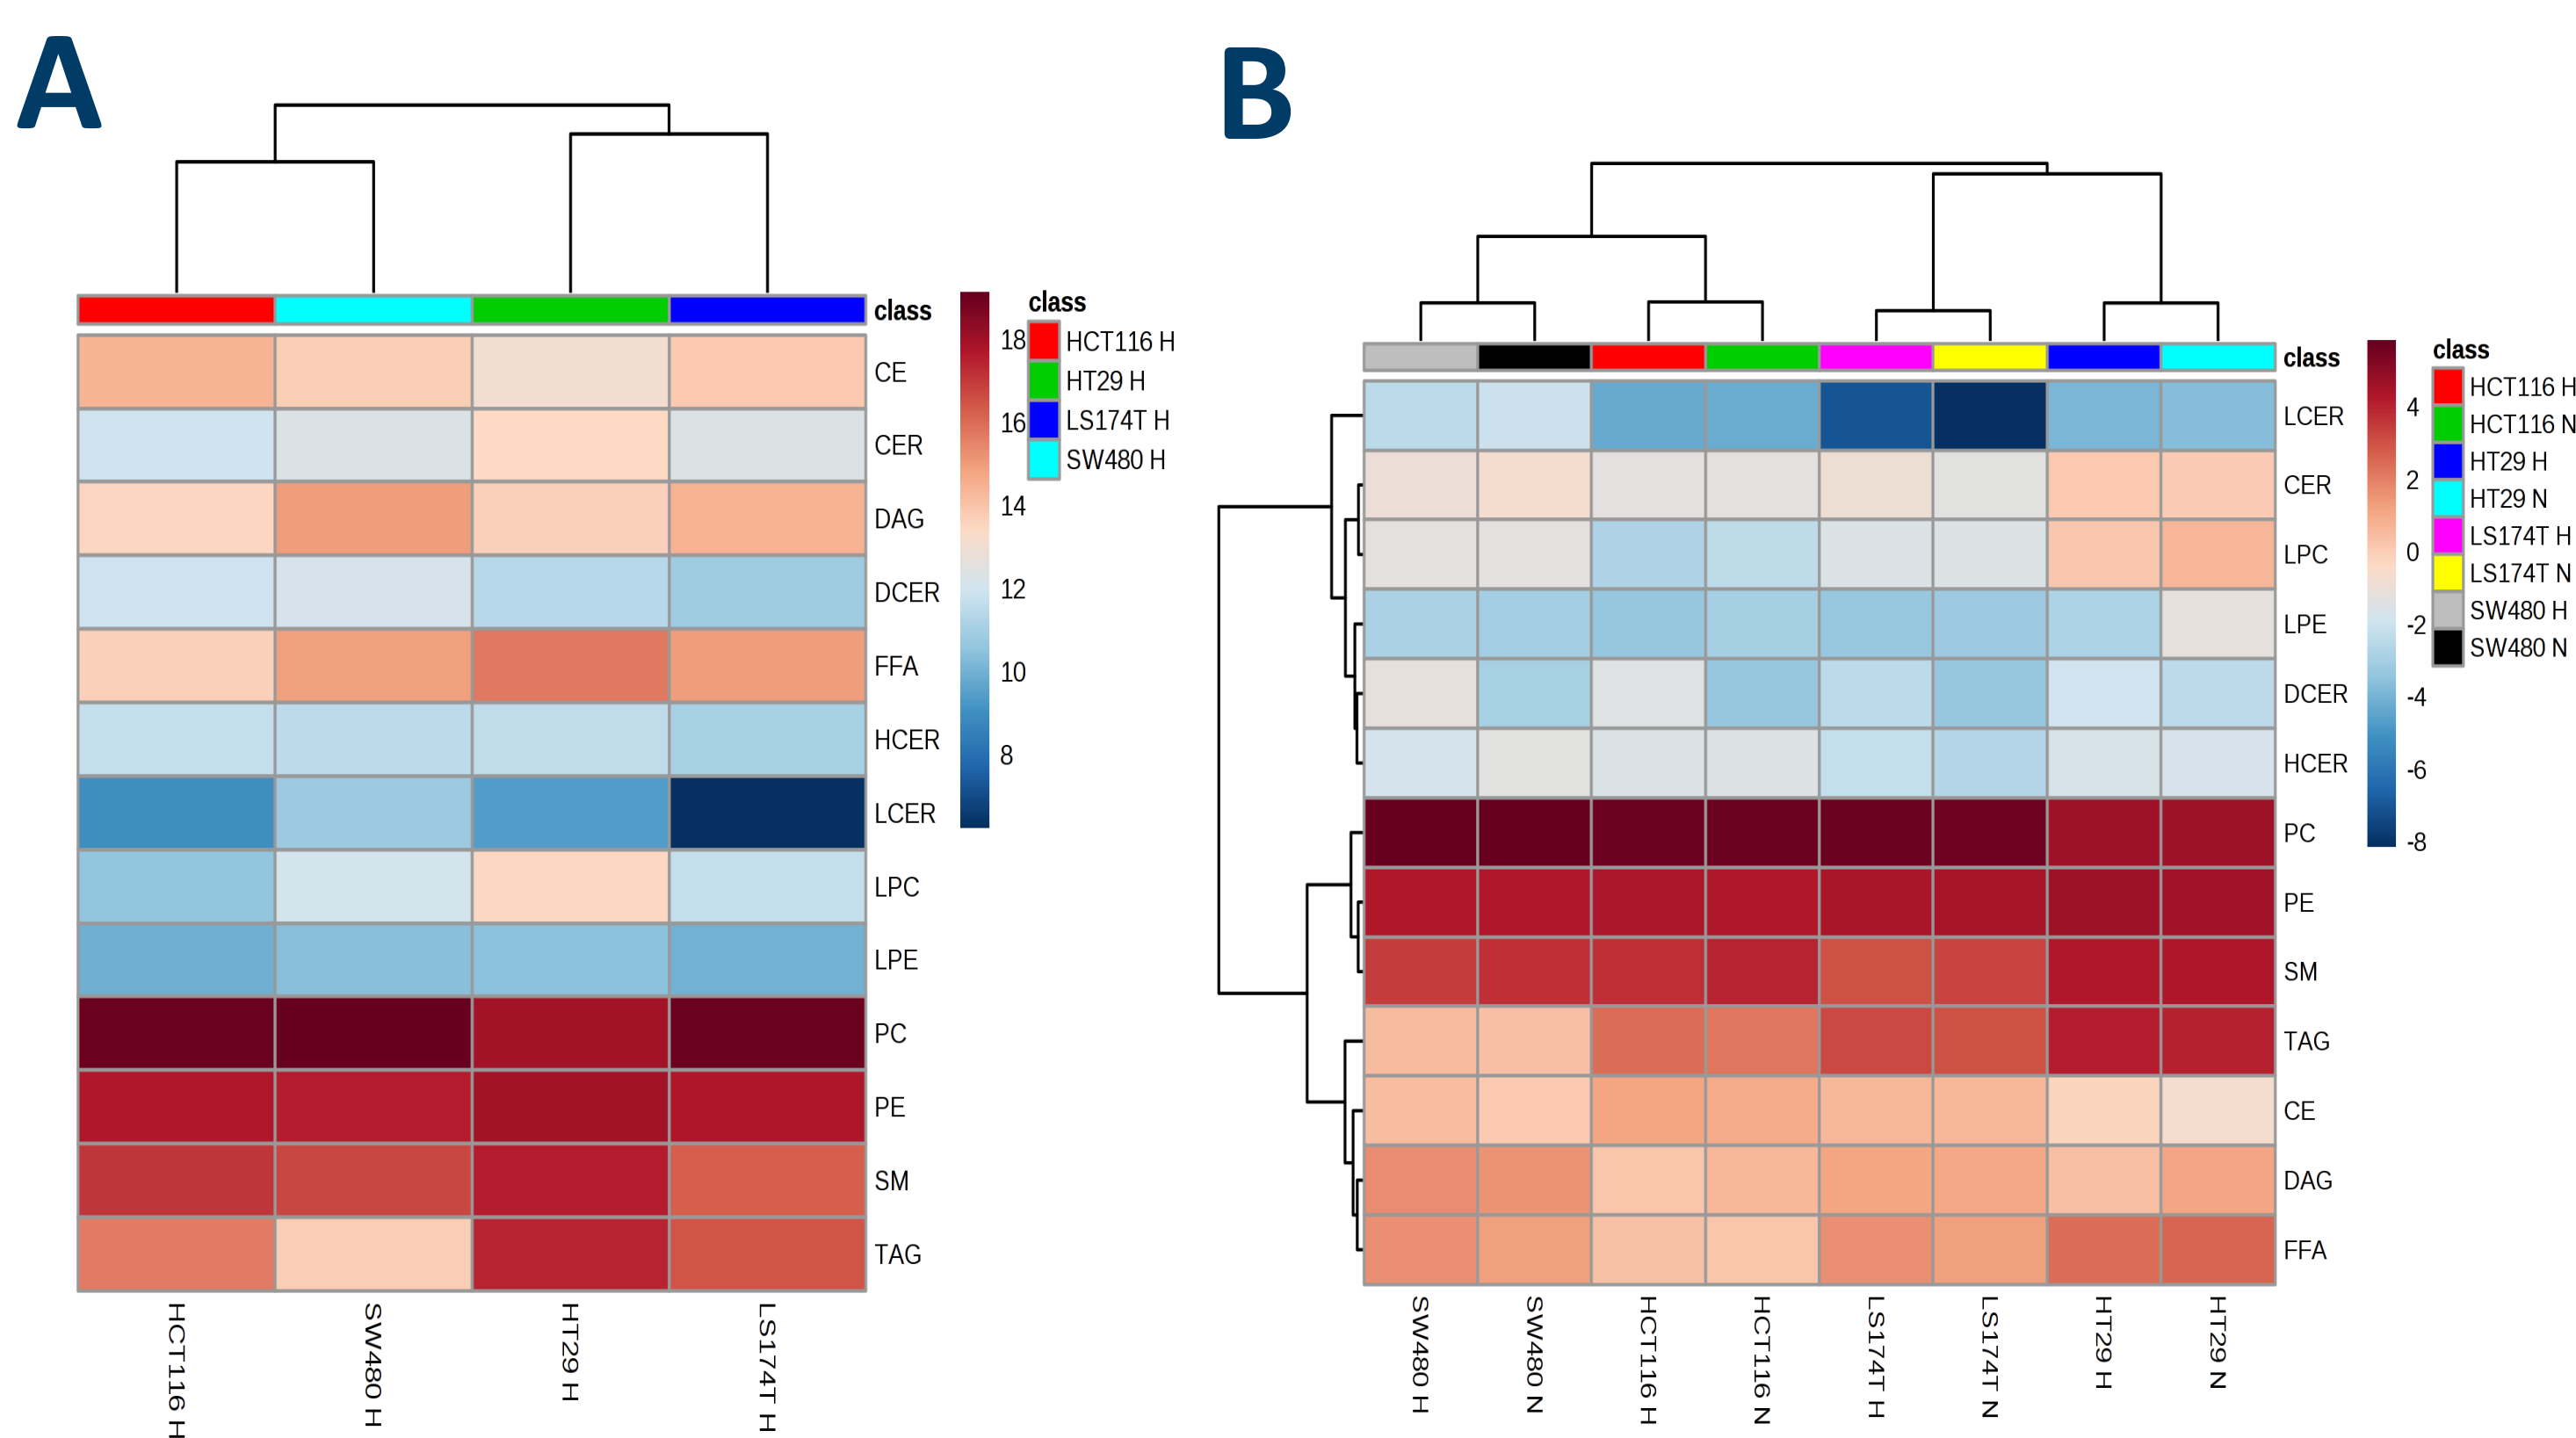 A
class
CE
CER
DAG
DCER
FFA
HCER
LCER
LPC
LPE
PC
PE
SM
TAG
HCT116 H
SW480 H
HT29 H
LS174T H
18
16
14
12
10
8
class
HCT116 H
HT29 H
LS174T H
SW480 H
B
class
LCER
CER
LPC
LPE
DCER
HCER
PC
PE
SM
TAG
CE
DAG
FFA
SW480 H
SW480 N
HCT116 H
HCT116 N
LS174T H
LS174T N
HT29 H
HT29 N
4
2
0
-2
-4
-6
-8
class
HCT116 H
HCT116 N
HT29 H
HT29 N
LS174T H
LS174T N
SW480 H
SW480 N